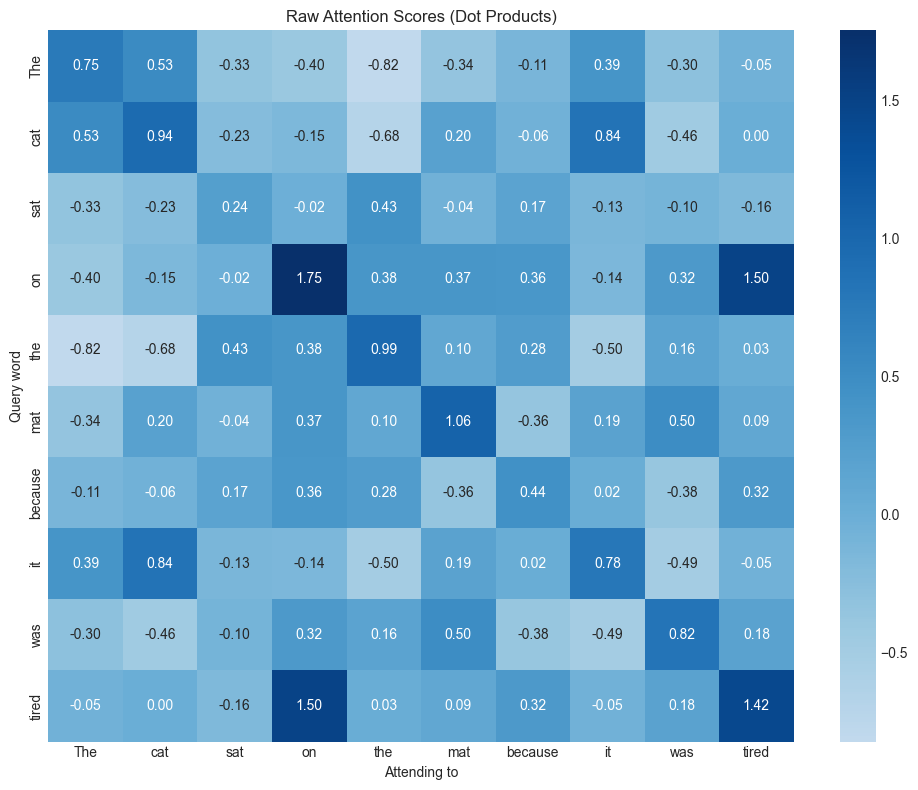 Raw Attention Scores (Dot Products)
The 0.75 0.53 -0.33 -0.40 -0.82 -0.34 -0.11 0.39 -0.30 -0.05
cat 0.53 0.94 -0.23 -0.15 -0.68 0.20 -0.06 0.84 -0.46 0.00
sat -0.33 -0.23 0.24 -0.02 0.43 -0.04 0.17 -0.13 -0.10 -0.16
on -0.40 -0.15 -0.02 1.75 0.38 0.37 0.36 -0.14 0.32 1.50
the -0.82 -0.68 0.43 0.38 0.99 0.10 0.28 -0.50 0.16 0.03
mat -0.34 0.20 -0.04 0.37 0.10 1.06 -0.36 0.19 0.50 0.09
because -0.11 -0.06 0.17 0.36 0.28 -0.36 0.44 0.02 -0.38 0.32
it 0.39 0.84 -0.13 -0.14 -0.50 0.19 0.02 0.78 -0.49 -0.05
was -0.30 -0.46 -0.10 0.32 0.16 0.50 -0.38 -0.49 0.82 0.18
tired -0.05 0.00 -0.16 1.50 0.03 0.09 0.32 -0.05 0.18 1.42
The cat sat on the mat because it was tired
Attending to
Query word
1.5
1.0
0.5
0.0
−0.5